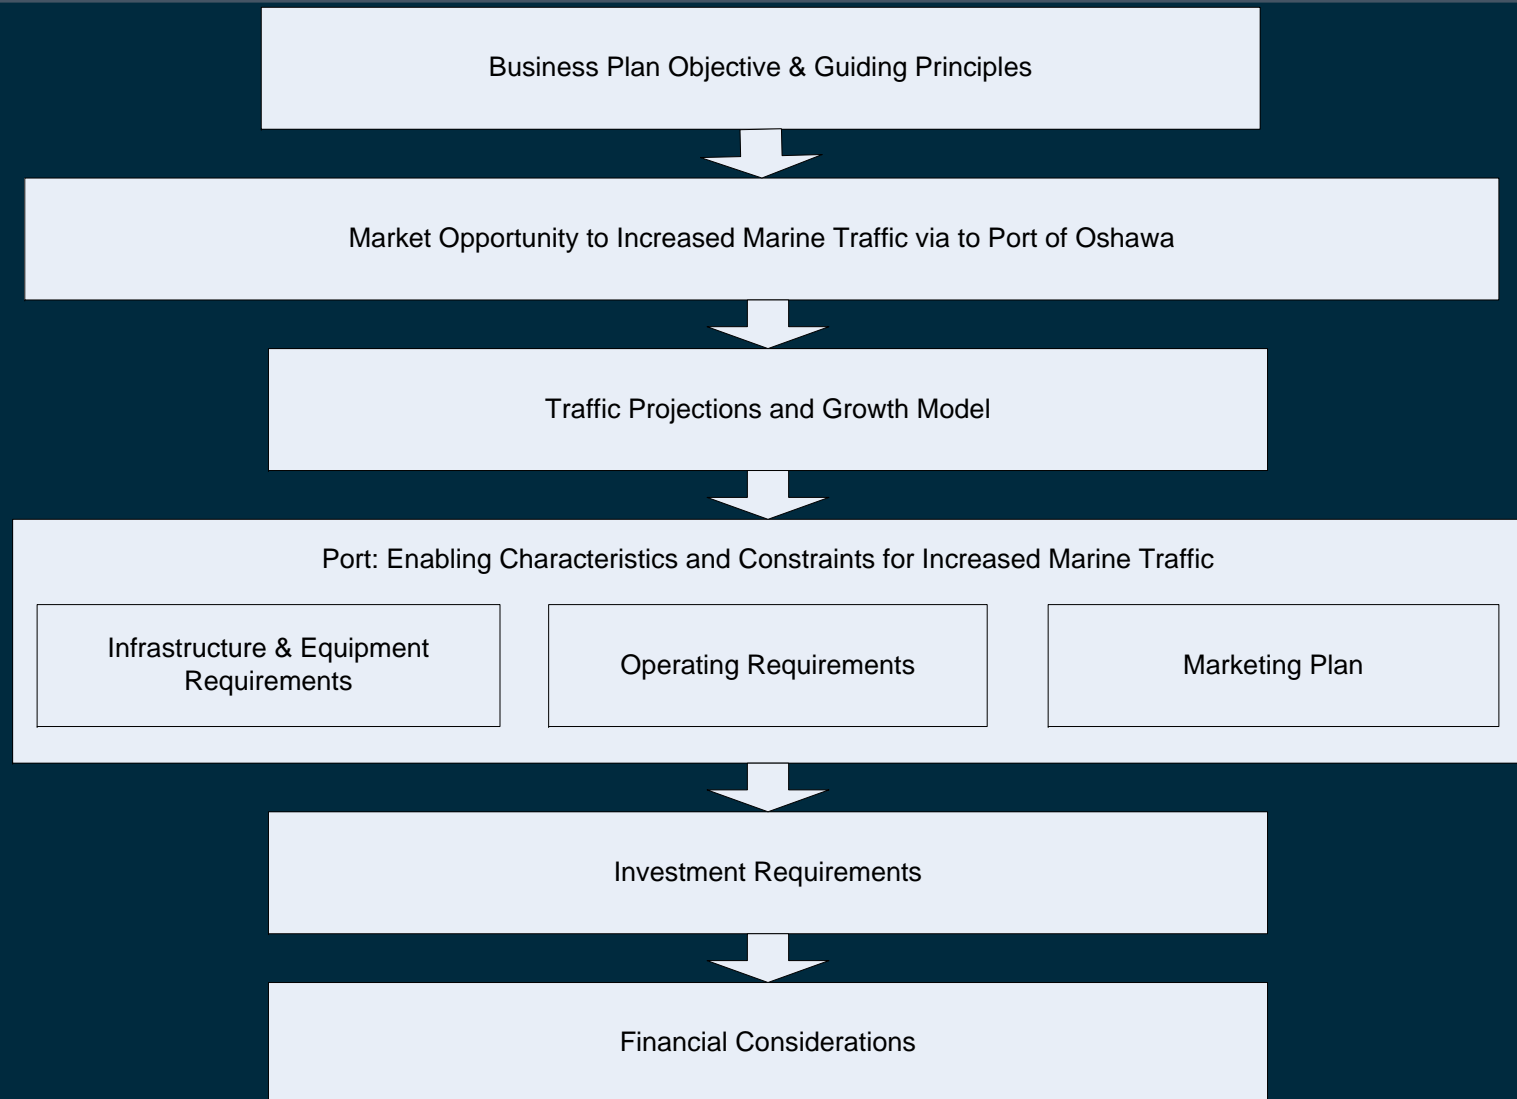 Business Plan Objective & Guiding Principles
Market Opportunity to Increased Marine Traffic via to Port of Oshawa
Traffic Projections and Growth Model
Port: Enabling Characteristics and Constraints for Increased Marine Traffic
Infrastructure & Equipment
Requirements
Operating Requirements
Marketing Plan
Investment Requirements
Financial Considerations